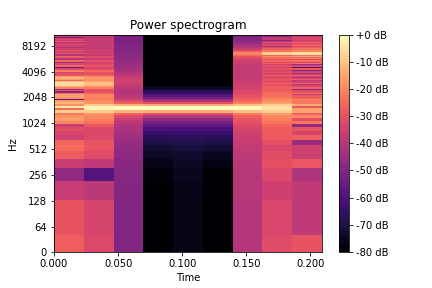 Power spectrogram
Hz
8192
4096
2048
1024
512
256
128
64
0
0.000
0.050
0.100
0.150
0.200
Time
+0 dB
-10 dB
-20 dB
-30 dB
-40 dB
-50 dB
-60 dB
-70 dB
-80 dB